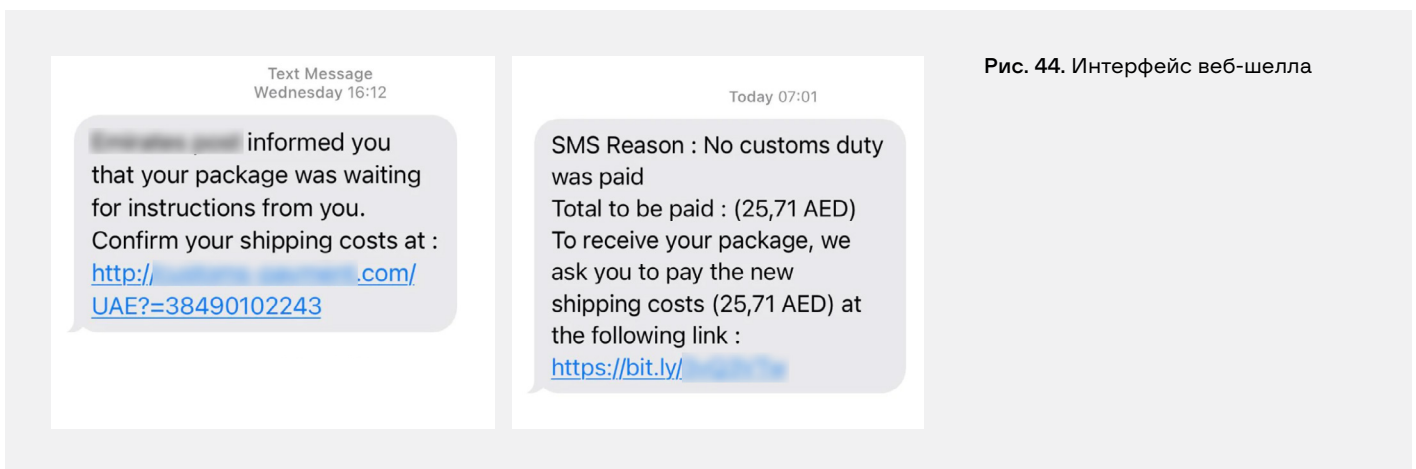 Text Message
Wednesday 16:12
informed you
that your package was waiting
for instructions from you.
Confirm your shipping costs at :
http:// .com/
UAE?=38490102243
Today 07:01
SMS Reason : No customs duty
was paid
Total to be paid : (25,71 AED)
To receive your package, we
ask you to pay the new
shipping costs (25,71 AED) at
the following link :
https://bit.ly/
Рис. 44. Интерфейс веб-шелла